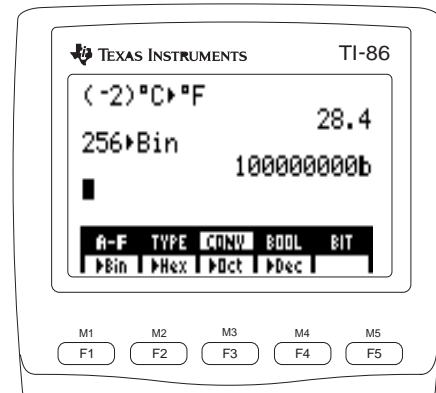 TEXAS INSTRUMENTS TI-86
(-2)°C▸°F
28.4
256▸Bin
100000000b
A-F TYPE CONV BOOL BIT
▸Bin ▸Hex ▸Oct ▸Dec
M1 M2 M3 M4 M5
F1 F2 F3 F4 F5